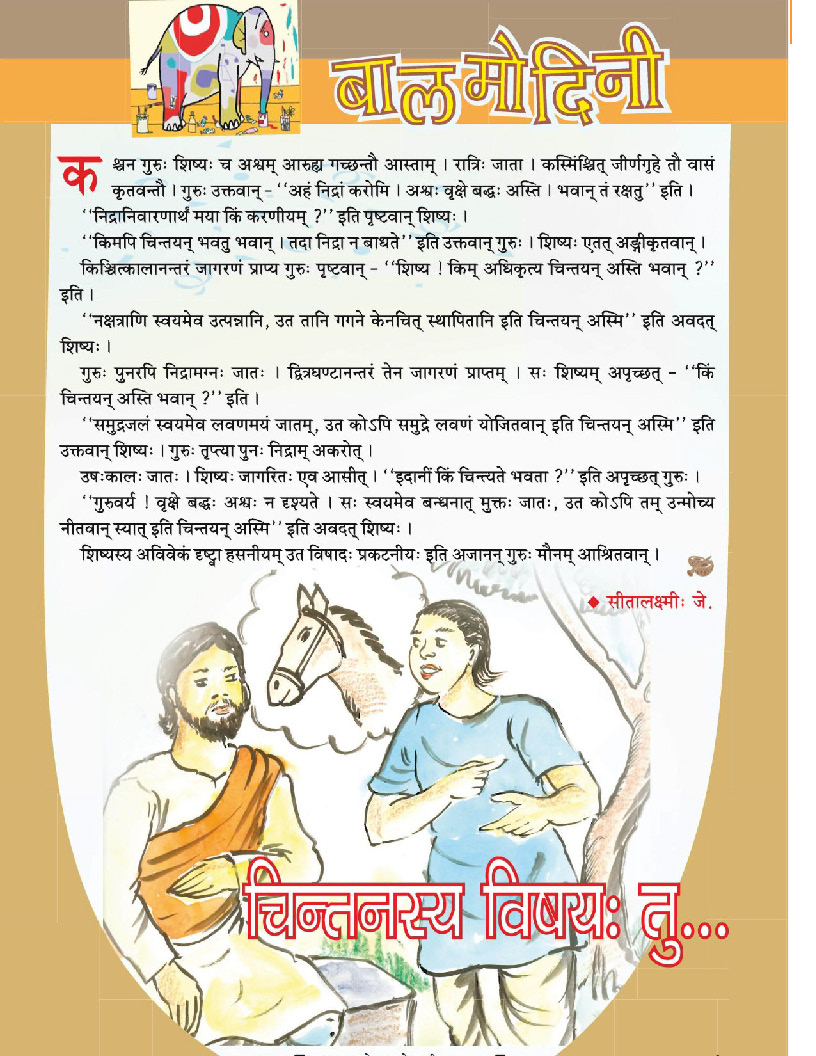 बालमोदिनी
कश्चन गुरुः शिष्यः च अश्वम् आरुह्य गच्छन्तौ आस्ताम् । रात्रिः जाता । कस्मिंश्चित् जीर्णगृहे तौ वासं
कृतवन्तौ । गुरुः उक्तवान् - ‘‘अहं निद्रां करोमि । अश्वः वृक्षे बद्धः अस्ति । भवान् तं रक्षतु’’ इति ।
‘‘निद्रानिवारणार्थं मया किं करणीयम् ?’’ इति पृष्टवान् शिष्यः ।
‘‘किमपि चिन्तयन् भवतु भवान् । तदा निद्रा न बाधते’’ इति उक्तवान् गुरुः । शिष्यः एतत् अङ्गीकृतवान् ।
किञ्चित्कालानन्तरं जागरणं प्राप्य गुरुः पृष्टवान् - ‘‘शिष्य ! किम् अधिकृत्य चिन्तयन् अस्ति भवान् ?’’
इति ।
‘‘नक्षत्राणि स्वयमेव उत्पन्नानि, उत तानि गगने केनचित् स्थापितानि इति चिन्तयन् अस्मि’’ इति अवदत्
शिष्यः ।
गुरुः पुनरपि निद्रामग्नः जातः । द्वित्रघण्टानन्तरं तेन जागरणं प्राप्तम् । सः शिष्यम् अपृच्छत् - ‘‘किं
चिन्तयन् अस्ति भवान् ?’’ इति ।
‘‘समुद्रजलं स्वयमेव लवणमयं जातम्, उत कोऽपि समुद्रे लवणं योजितवान् इति चिन्तयन् अस्मि’’ इति
उक्तवान् शिष्यः । गुरुः तृप्त्या पुनः निद्राम् अकरोत् ।
उषःकालः जातः । शिष्यः जागरितः एव आसीत् । ‘‘इदानीं किं चिन्त्यते भवता ?’’ इति अपृच्छत् गुरुः ।
‘‘गुरुवर्य ! वृक्षे बद्धः अश्वः न दृश्यते । सः स्वयमेव बन्धनात् मुक्तः जातः, उत कोऽपि तम् उन्मोच्य
नीतवान् स्यात् इति चिन्तयन् अस्मि’’ इति अवदत् शिष्यः ।
शिष्यस्य अविवेकं दृष्ट्वा हसनीयम् उत विषादः प्रकटनीयः इति अजानन् गुरुः मौनम् आश्रितवान् ।
◆ सीतालक्ष्मीः जे.
चिन्तनस्य विषयः तु...